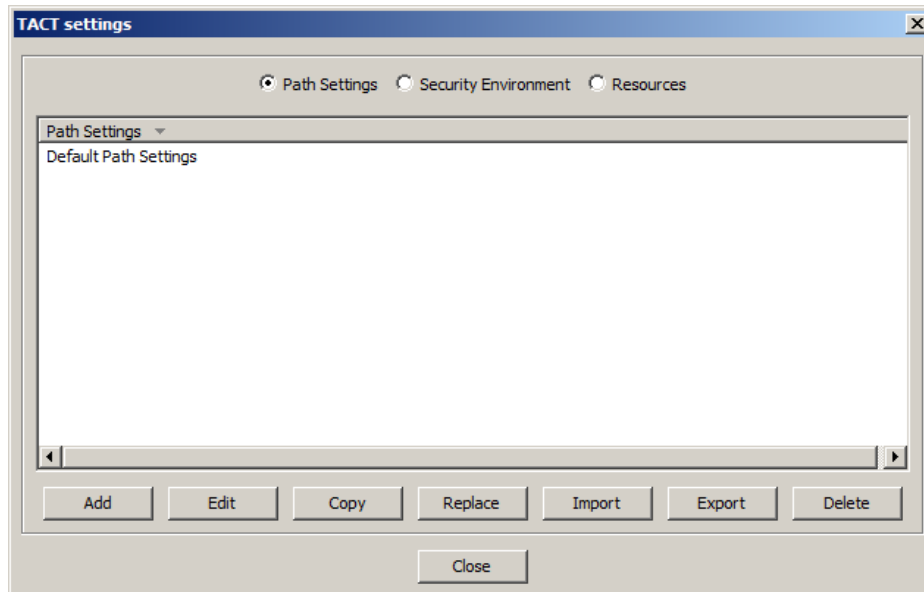 TACT settings
Path Settings Security Environment Resources
Path Settings
Default Path Settings
Add Edit Copy Replace Import Export Delete
Close